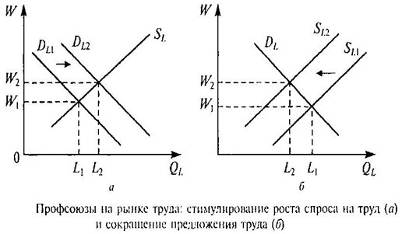 W
D_L1
D_L2
S_L
W_2
W_1
0
L_1
L_2
Q_L
а
W
D_L
S_L2
S_L1
W_2
W_1
L_2
L_1
Q_L
б
Профсоюзы на рынке труда: стимулирование роста спроса на труд (а)
и сокращение предложения труда (б)